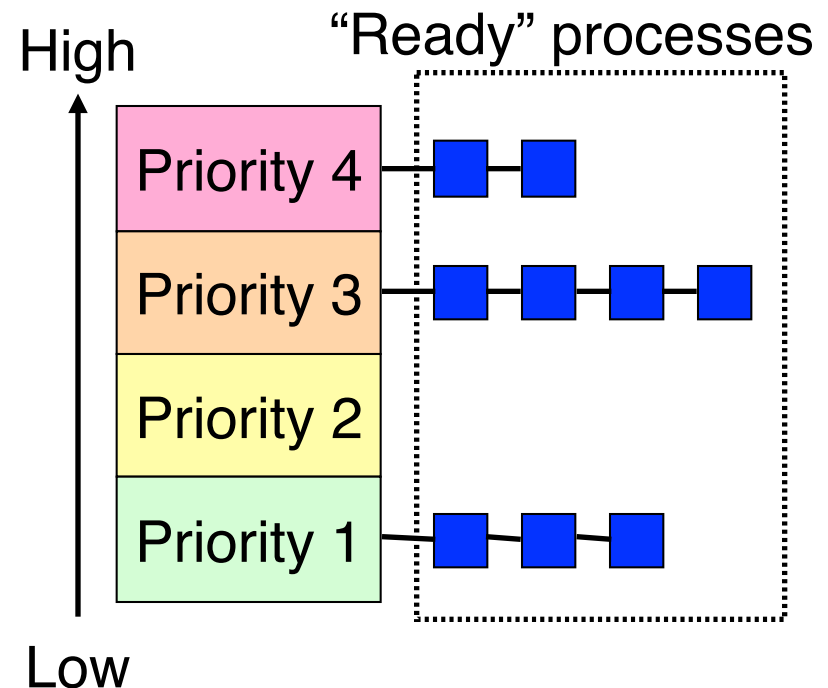 “Ready” processes
High
Priority 4
Priority 3
Priority 2
Priority 1
Low